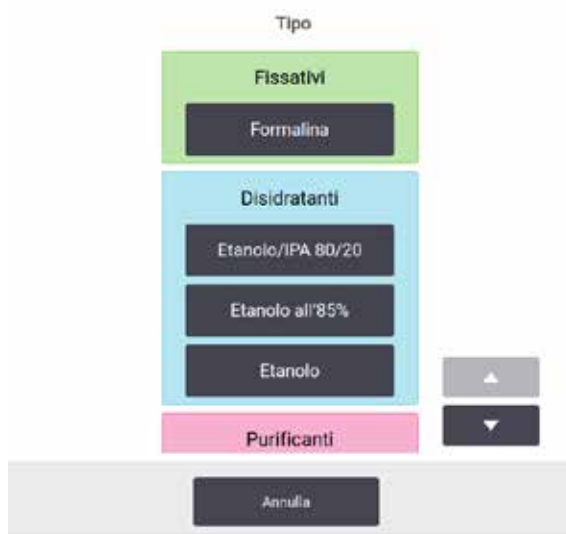 Tipo
Fissativi
Formalina
Disidratanti
Etanolo/IPA 80/20
Etanolo all'85%
Etanolo
Purificanti
Annulla